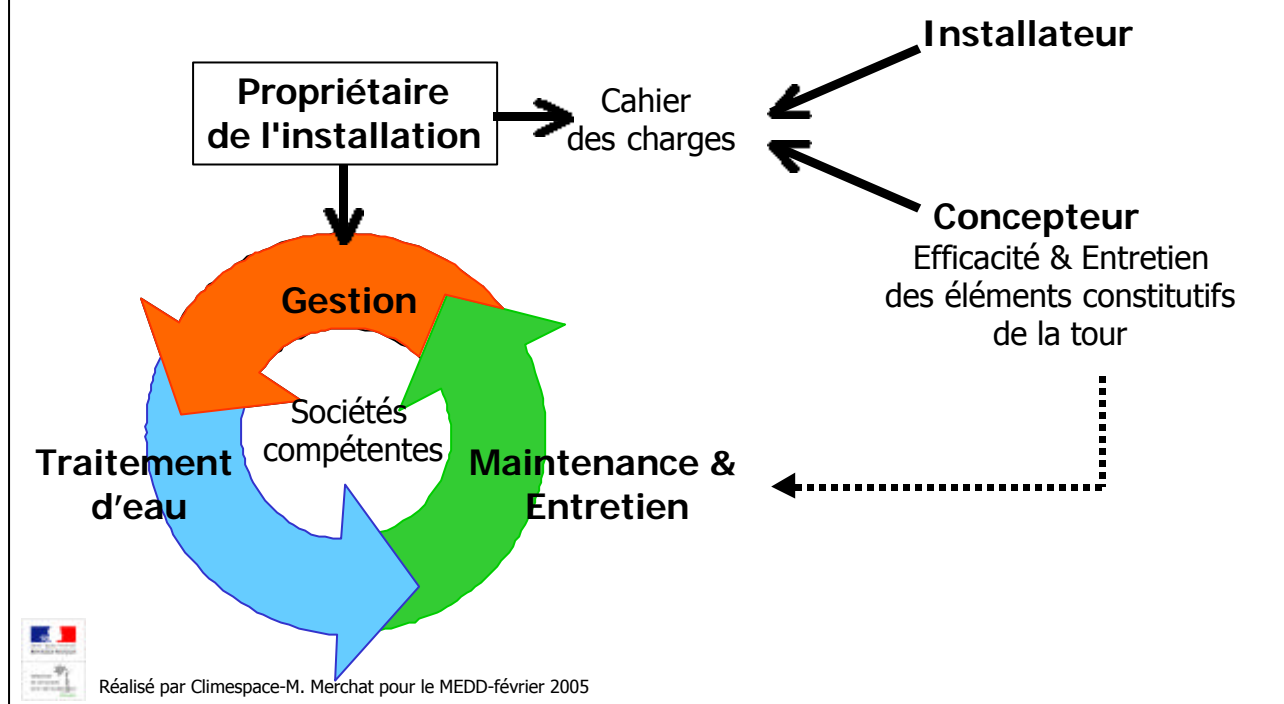 Installateur
Propriétaire
de l'installation
Cahier
des charges
Concepteur
Efficacité & Entretien
des éléments constitutifs
de la tour
Gestion
Sociétés
compétentes
Traitement
d’eau
Maintenance &
Entretien
Réalisé par Climespace-M. Merchat pour le MEDD-février 2005